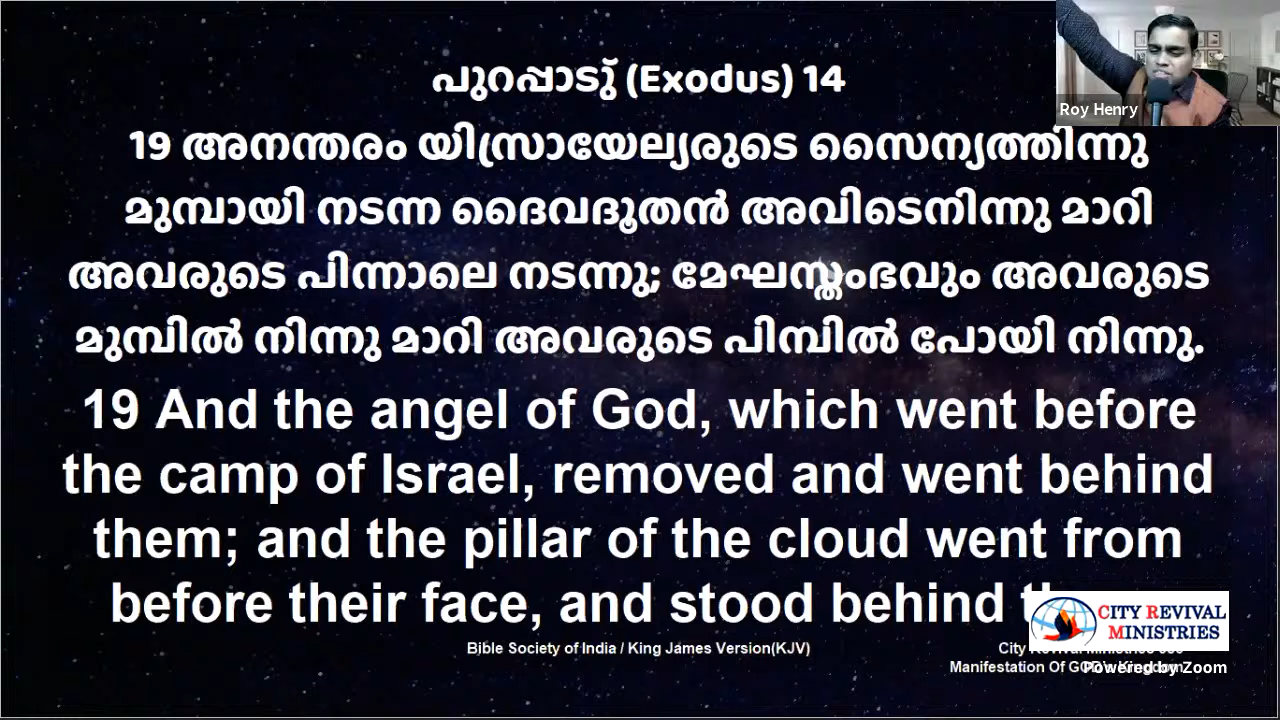 പുറപ്പാടു് (Exodus) 14
Roy Henry
19 അനന്തരം യിസ്രായേല്യരുടെ സൈന്യത്തിന്നു
മുമ്പായി നടന്ന ദൈവദൂതൻ അവിടെനിന്നു മാറി
അവരുടെ പിന്നാലെ നടന്നു; മേഘസ്തംഭവും അവരുടെ
മുമ്പിൽ നിന്നു മാറി അവരുടെ പിമ്പിൽ പോയി നിന്നു.
19 And the angel of God, which went before
the camp of Israel, removed and went behind
them; and the pillar of the cloud went from
before their face, and stood behind
CITY REVIVAL
MINISTRIES
Bible Society of India / King James Version(KJV)
City
Manifestation Of
Powered by Zoom